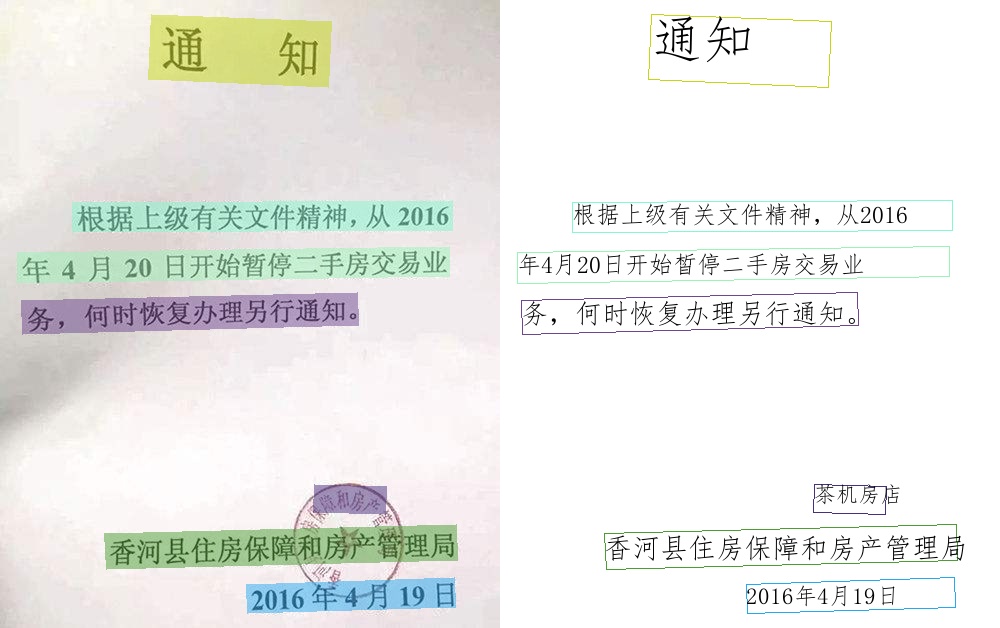 通 知
根据上级有关文件精神，从 2016
年 4 月 20 日开始暂停二手房交易业
务，何时恢复办理另行通知。
香河县住房保障和房产管理局
2016 年 4 月 19 日
通知
根据上级有关文件精神，从2016
年4月20日开始暂停二手房交易业
务，何时恢复办理另行通知。
茶机房店
香河县住房保障和房产管理局
2016年4月19日